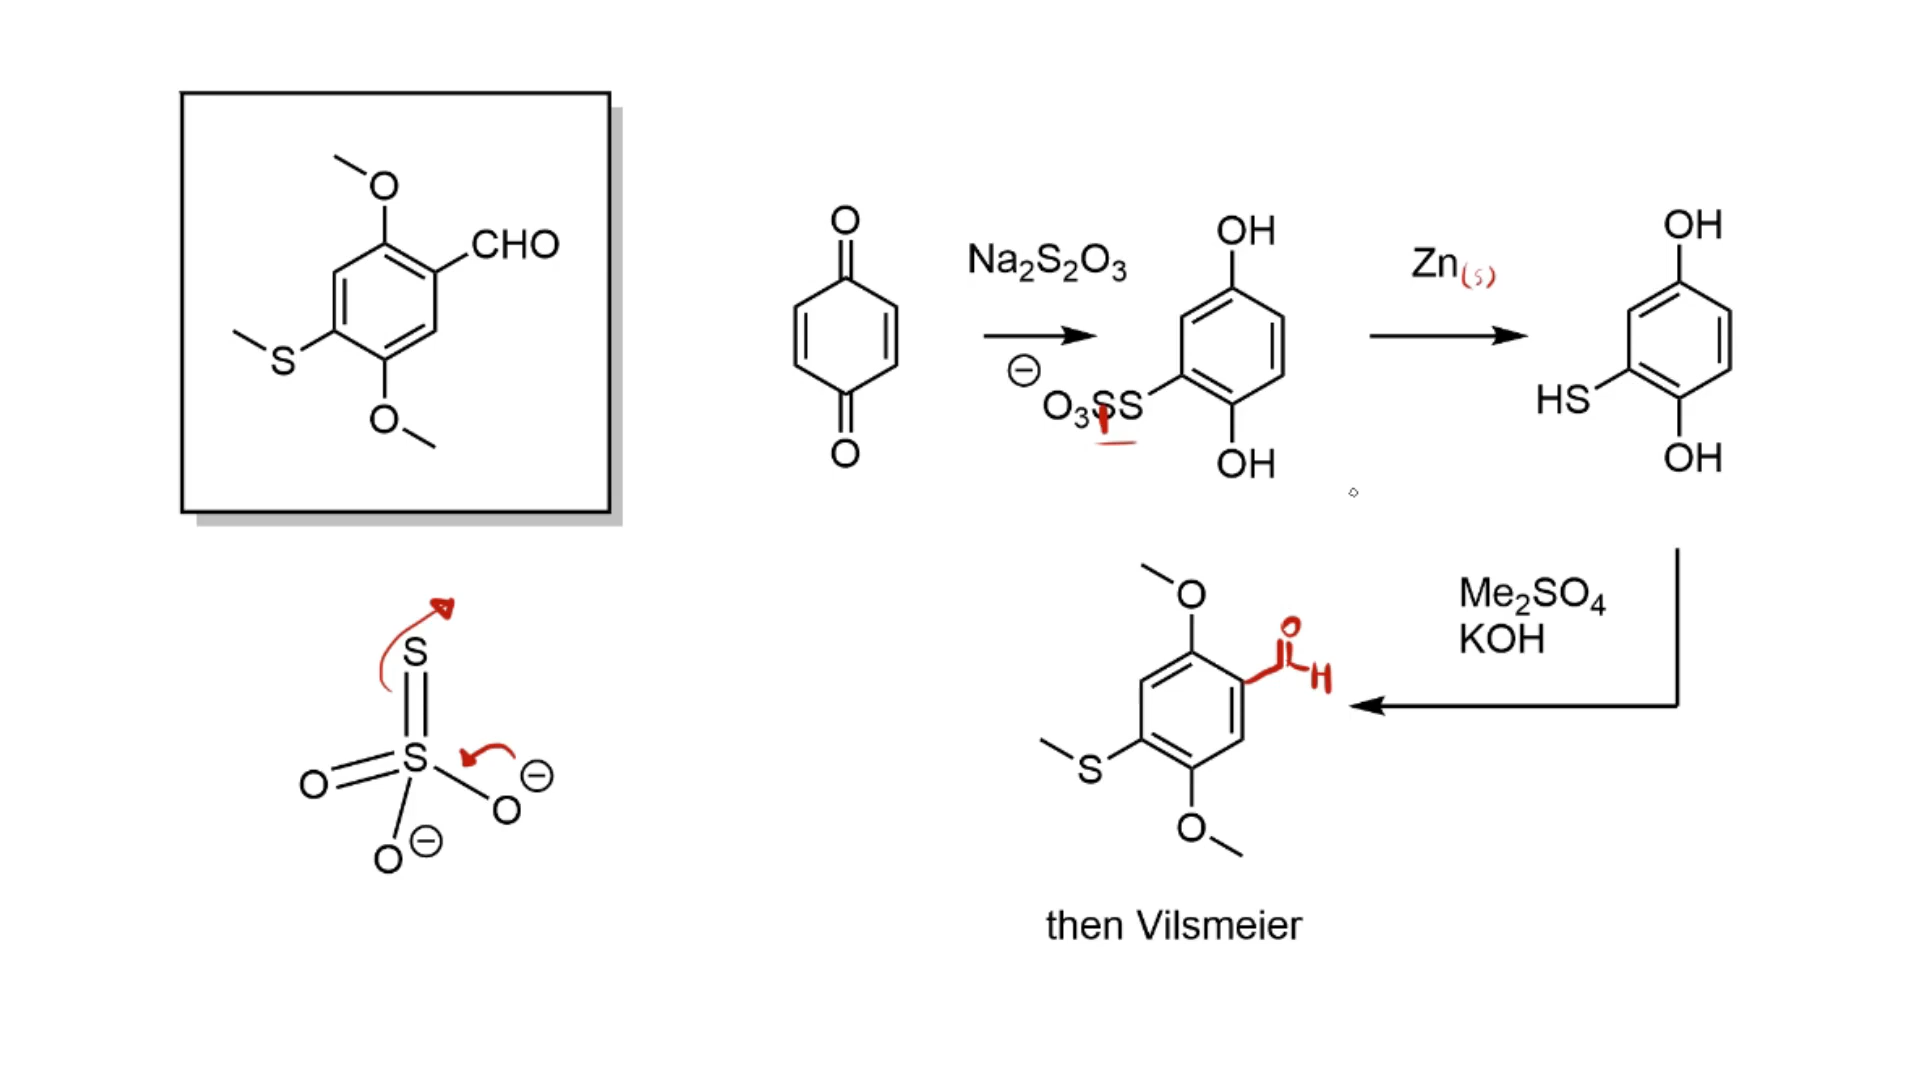 O
CHO
S
O
O
O
Na₂S₂O₃
⊖
O₃SS
OH
OH
Zn(s)
OH
HS
OH
S
S
O
O ⊖
O ⊖
Me₂SO₄
KOH
O
O
H
S
O
then Vilsmeier